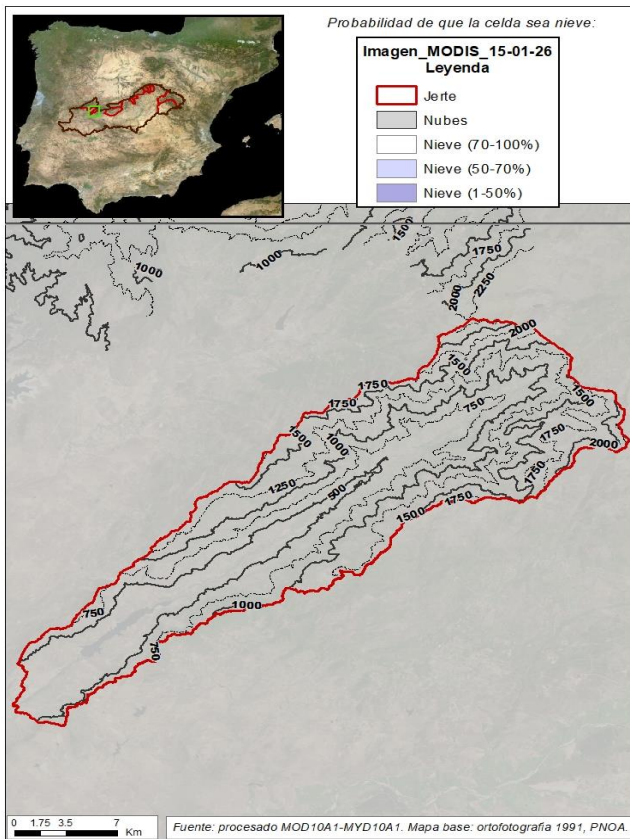 Probabilidad de que la celda sea nieve:
Imagen_MODIS_15-01-26
Leyenda
Jerte
Nubes
Nieve (70-100%)
Nieve (50-70%)
Nieve (1-50%)
1500
1750
1000
1000
2000
2250
2000
1500
1750
1750
750
1500
1500
1000
1750
2000
1250
500
1750
1500
1750
1000
750
750
0 1.75 3.5 7
Km
Fuente: procesado MOD10A1-MYD10A1. Mapa base: ortofotografia 1991, PNOA.